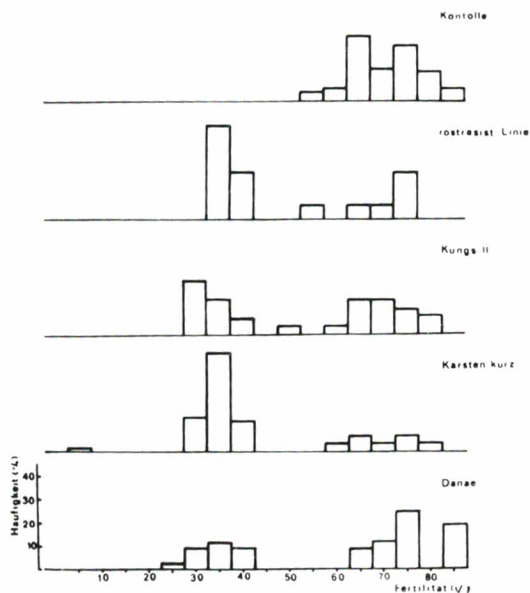 Kontolle
rostresist Linie
Kungs II
Karsten kurz
Danae
Häufigkeit (%)
40
30
20
10
10 20 30 40 50 60 70 80
Fertilität